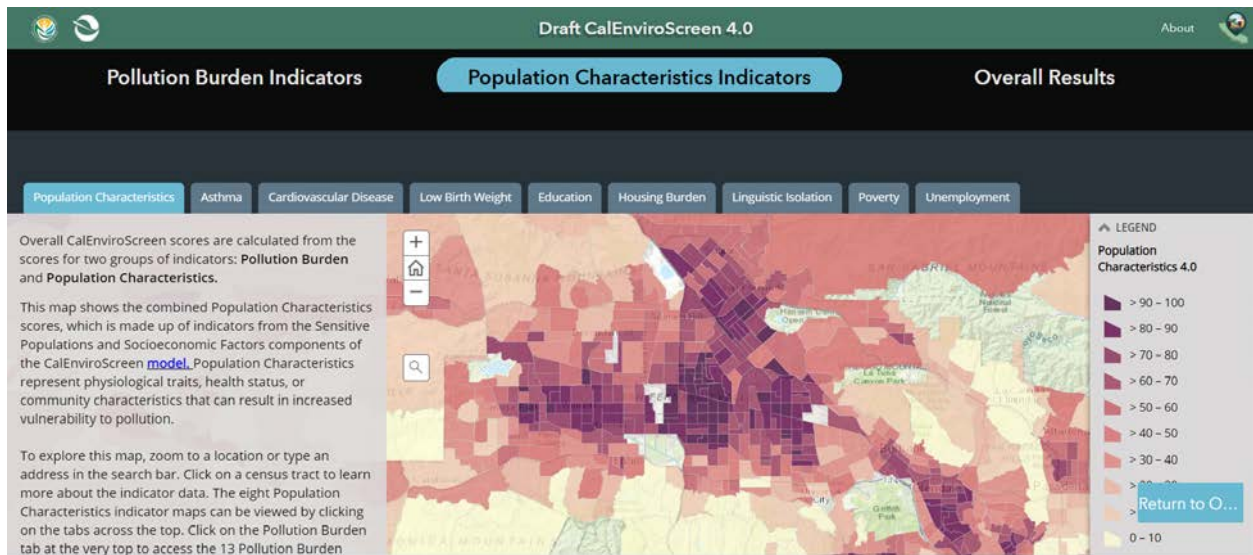 Draft CalEnviroScreen 4.0
About
Pollution Burden Indicators
Population Characteristics Indicators
Overall Results
Population Characteristics
Asthma
Cardiovascular Disease
Low Birth Weight
Education
Housing Burden
Linguistic Isolation
Poverty
Unemployment
Overall CalEnviroScreen scores are calculated from the
scores for two groups of indicators: Pollution Burden
and Population Characteristics.
This map shows the combined Population Characteristics
scores, which is made up of indicators from the Sensitive
Populations and Socioeconomic Factors components of
the CalEnviroScreen model. Population Characteristics
represent physiological traits, health status, or
community characteristics that can result in increased
vulnerability to pollution.
To explore this map, zoom to a location or type an
address in the search bar. Click on a census tract to learn
more about the indicator data. The eight Population
Characteristics indicator maps can be viewed by clicking
on the tabs across the top. Click on the Pollution Burden
tab at the very top to access the 13 Pollution Burden
+
−
La Tuna
Canyon Park
Griffith
Park
LEGEND
Population
Characteristics 4.0
> 90 – 100
> 80 – 90
> 70 – 80
> 60 – 70
> 50 – 60
> 40 – 50
> 30 – 40
>
>
0 – 10
Return to O...